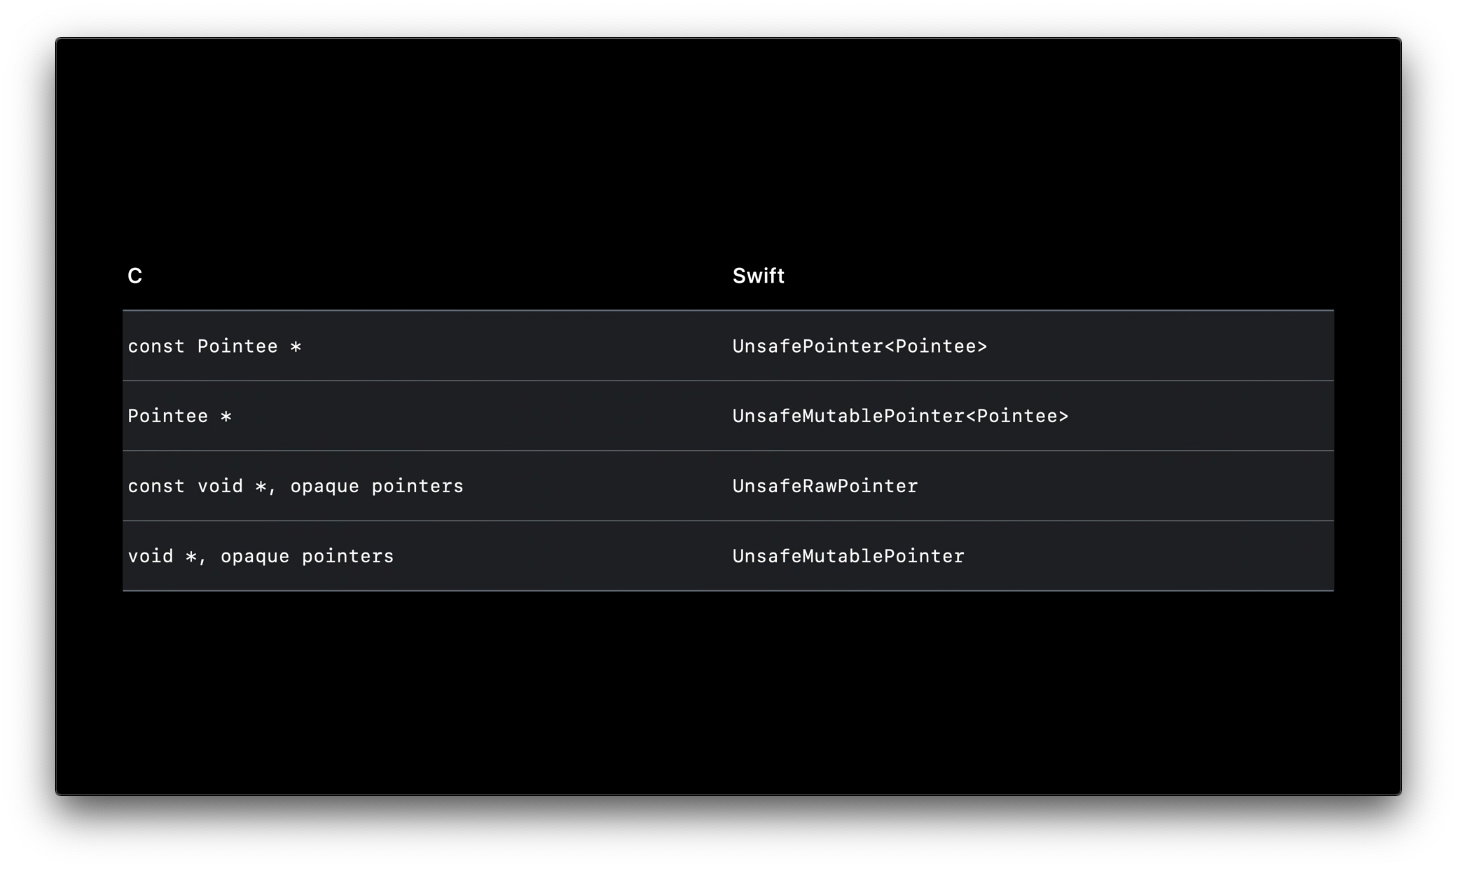 C Swift
const Pointee * UnsafePointer<Pointee>
Pointee * UnsafeMutablePointer<Pointee>
const void *, opaque pointers UnsafeRawPointer
void *, opaque pointers UnsafeMutablePointer